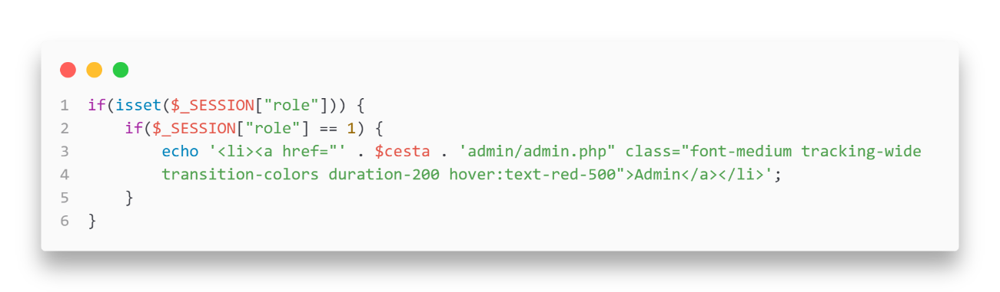 1 if(isset($_SESSION["role"])) {
2 if($_SESSION["role"] == 1) {
3 echo '<li><a href="' . $cesta . 'admin/admin.php" class="font-medium tracking-wide
4 transition-colors duration-200 hover:text-red-500">Admin</a></li>';
5 }
6 }